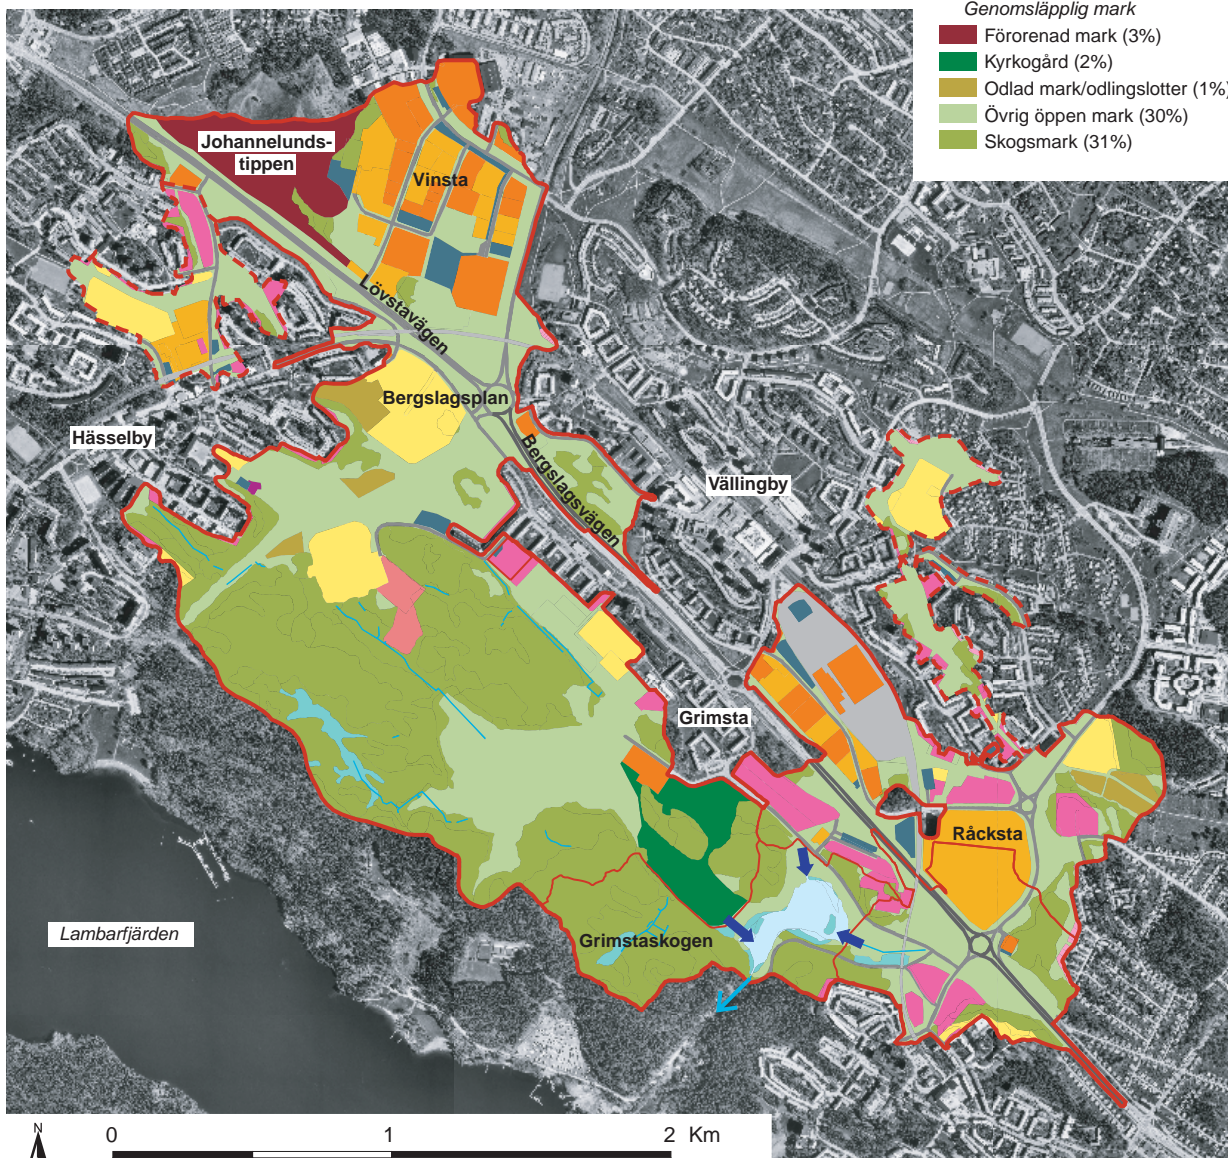 Genomsläpplig mark
Förorenad mark (3%)
Kyrkogård (2%)
Odlad mark/odlingslotter (1%)
Övrig öppen mark (30%)
Skogsmark (31%)
Johannelunds-
tippen
Vinsta
Lövstavägen
Bergslagsplan
Hässelby
Bergslagsvägen
Vällingby
Grimsta
Råcksta
Lambarfjärden
Grimstaskogen
N
0 1 2 Km